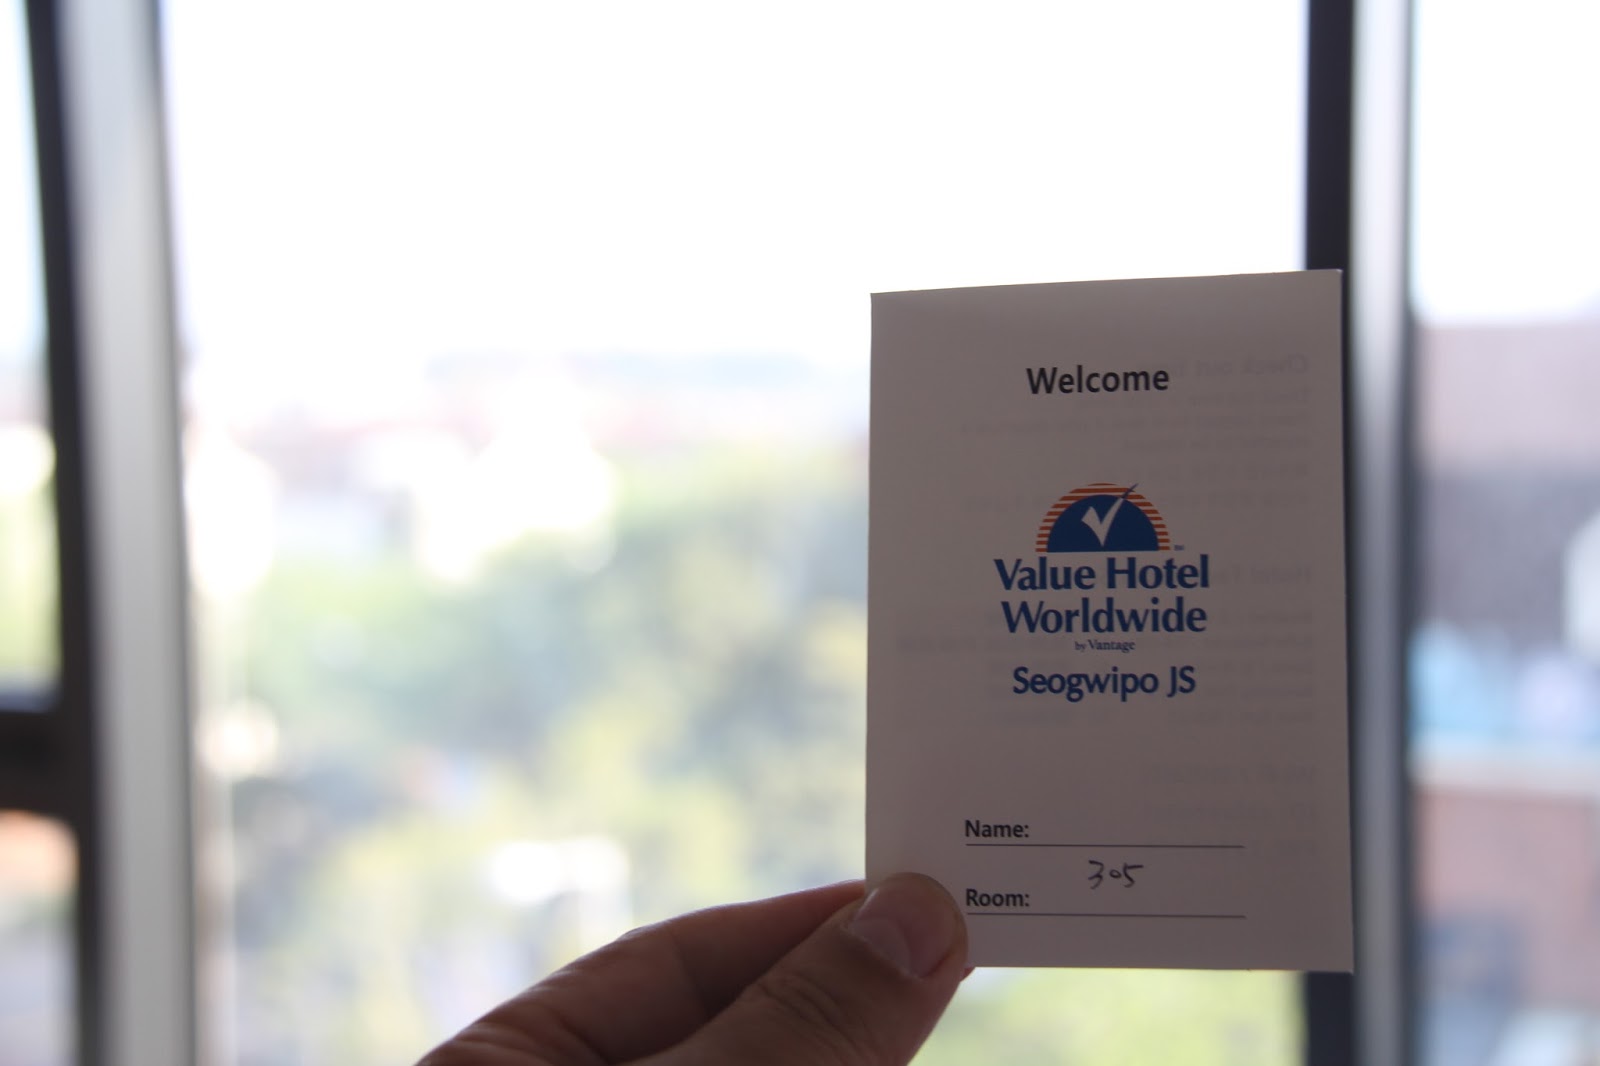 Welcome
Value Hotel
Worldwide
by Vantage
Seogwipo JS
Name:
305
Room: